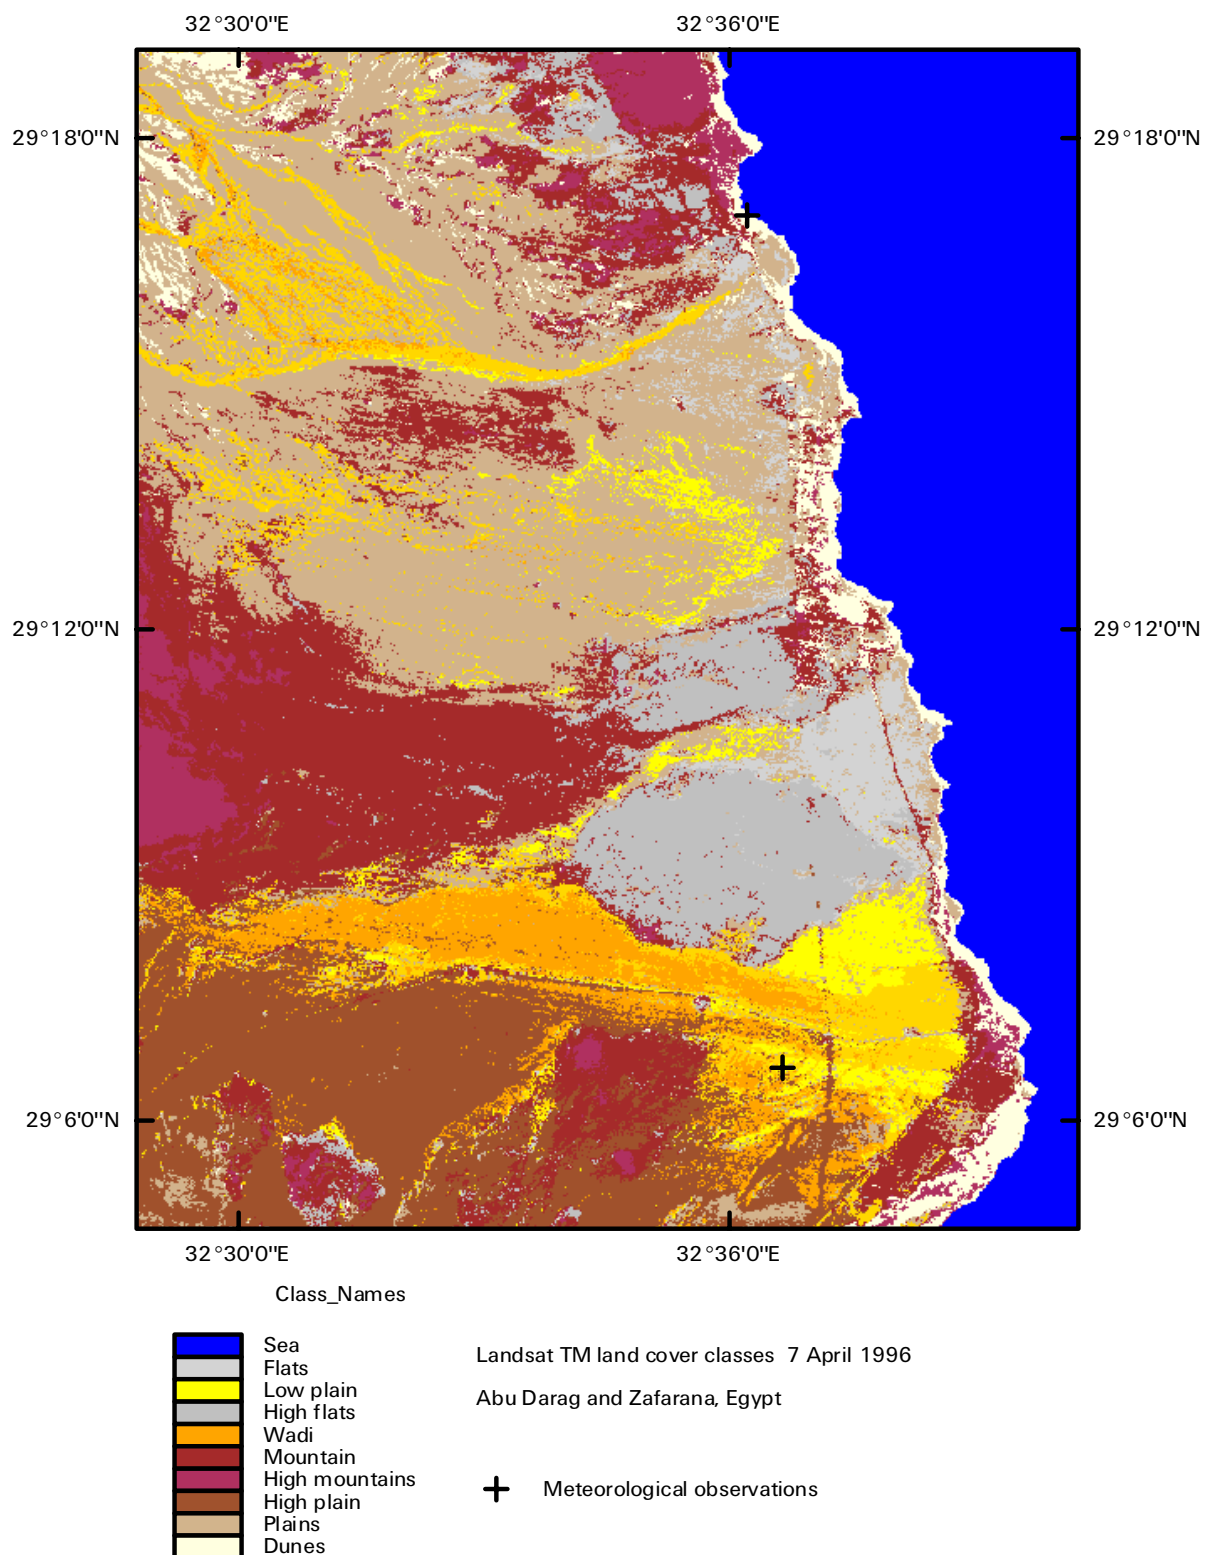 32°30'0"E 32°36'0"E
29°18'0"N 29°18'0"N
29°12'0"N 29°12'0"N
29°6'0"N 29°6'0"N
32°30'0"E 32°36'0"E
Class_Names
Sea
Flats
Low plain
High flats
Wadi
Mountain
High mountains
High plain
Plains
Dunes
Landsat TM land cover classes 7 April 1996
Abu Darag and Zafarana, Egypt
Meteorological observations